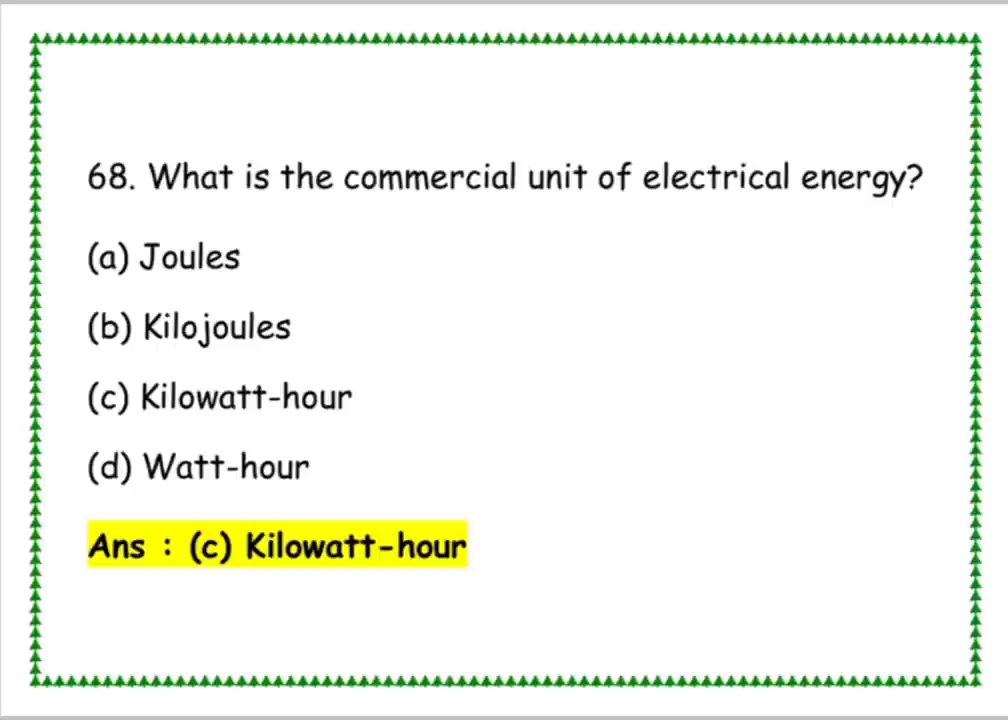 68. What is the commercial unit of electrical energy?
(a) Joules
(b) Kilojoules
(c) Kilowatt-hour
(d) Watt-hour
Ans : (c) Kilowatt-hour